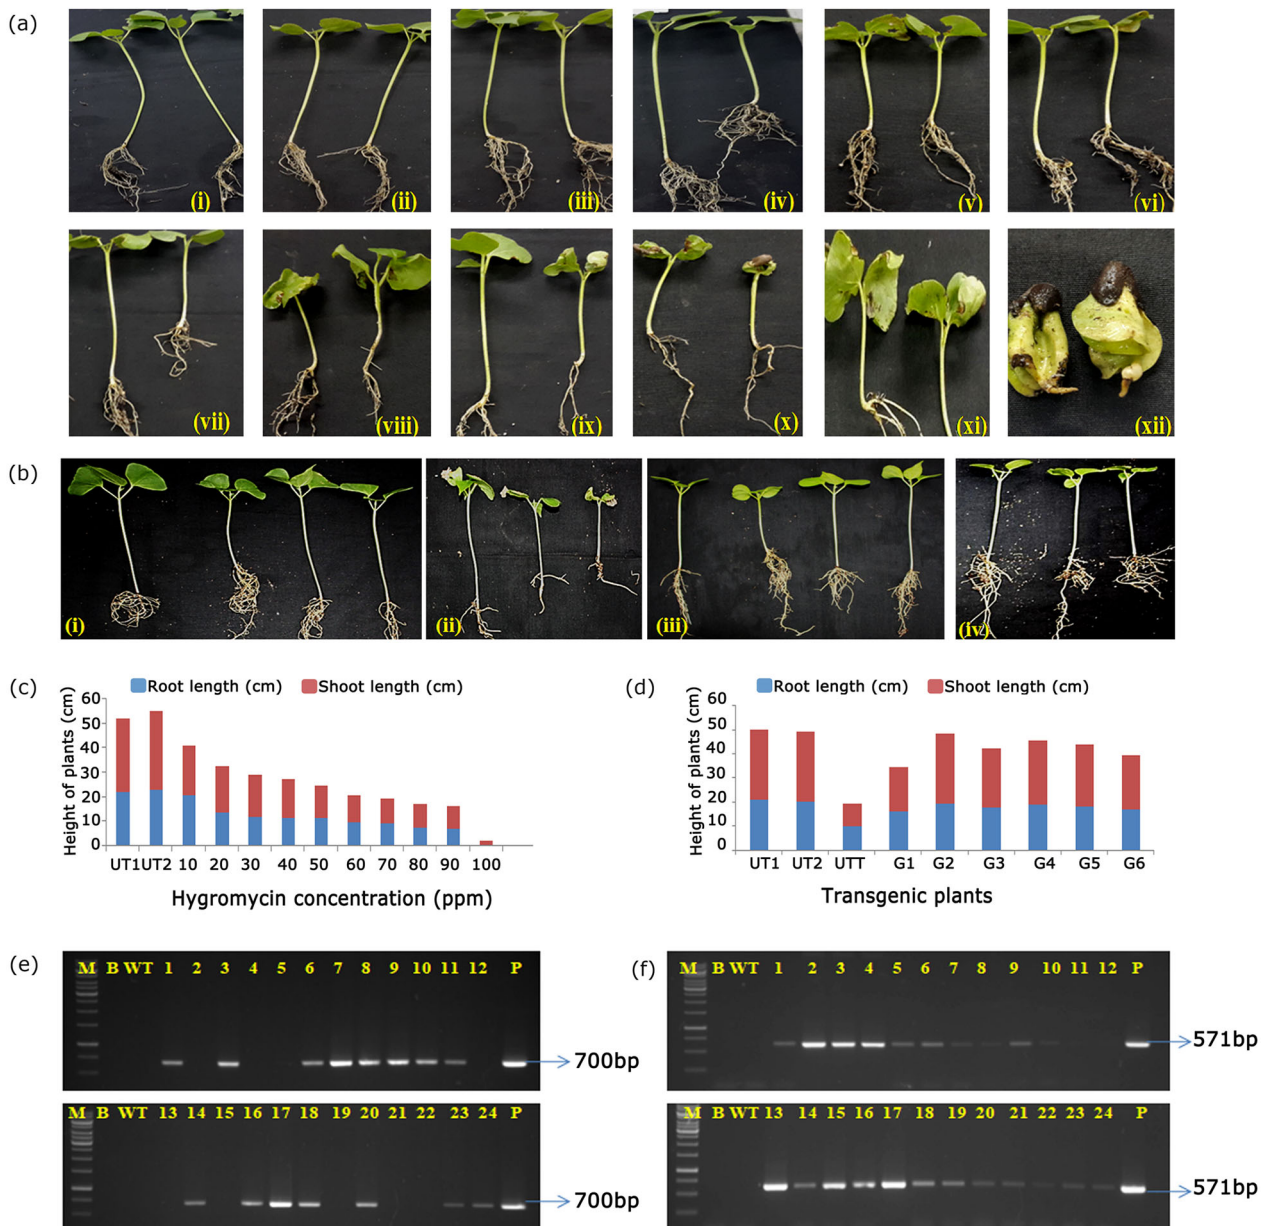 (a)
(i) (ii) (iii) (iv) (v) (vi)
(vii) (viii) (ix) (x) (xi) (xii)
(b)
(i) (ii) (iii) (iv)
(c)
Root length (cm) Shoot length (cm)
Height of plants (cm)
60
50
40
30
20
10
0
UT1 UT2 10 20 30 40 50 60 70 80 90 100
Hygromycin concentration (ppm)
(d)
Root length (cm) Shoot length (cm)
Height of plants (cm)
60
50
40
30
20
10
0
UT1 UT2 UTT G1 G2 G3 G4 G5 G6
Transgenic plants
(e)
M B WT 1 2 3 4 5 6 7 8 9 10 11 12 P
700bp
M B WT 13 14 15 16 17 18 19 20 21 22 23 24 P
700bp
(f)
M B WT 1 2 3 4 5 6 7 8 9 10 11 12 P
571bp
M B WT 13 14 15 16 17 18 19 20 21 22 23 24 P
571bp